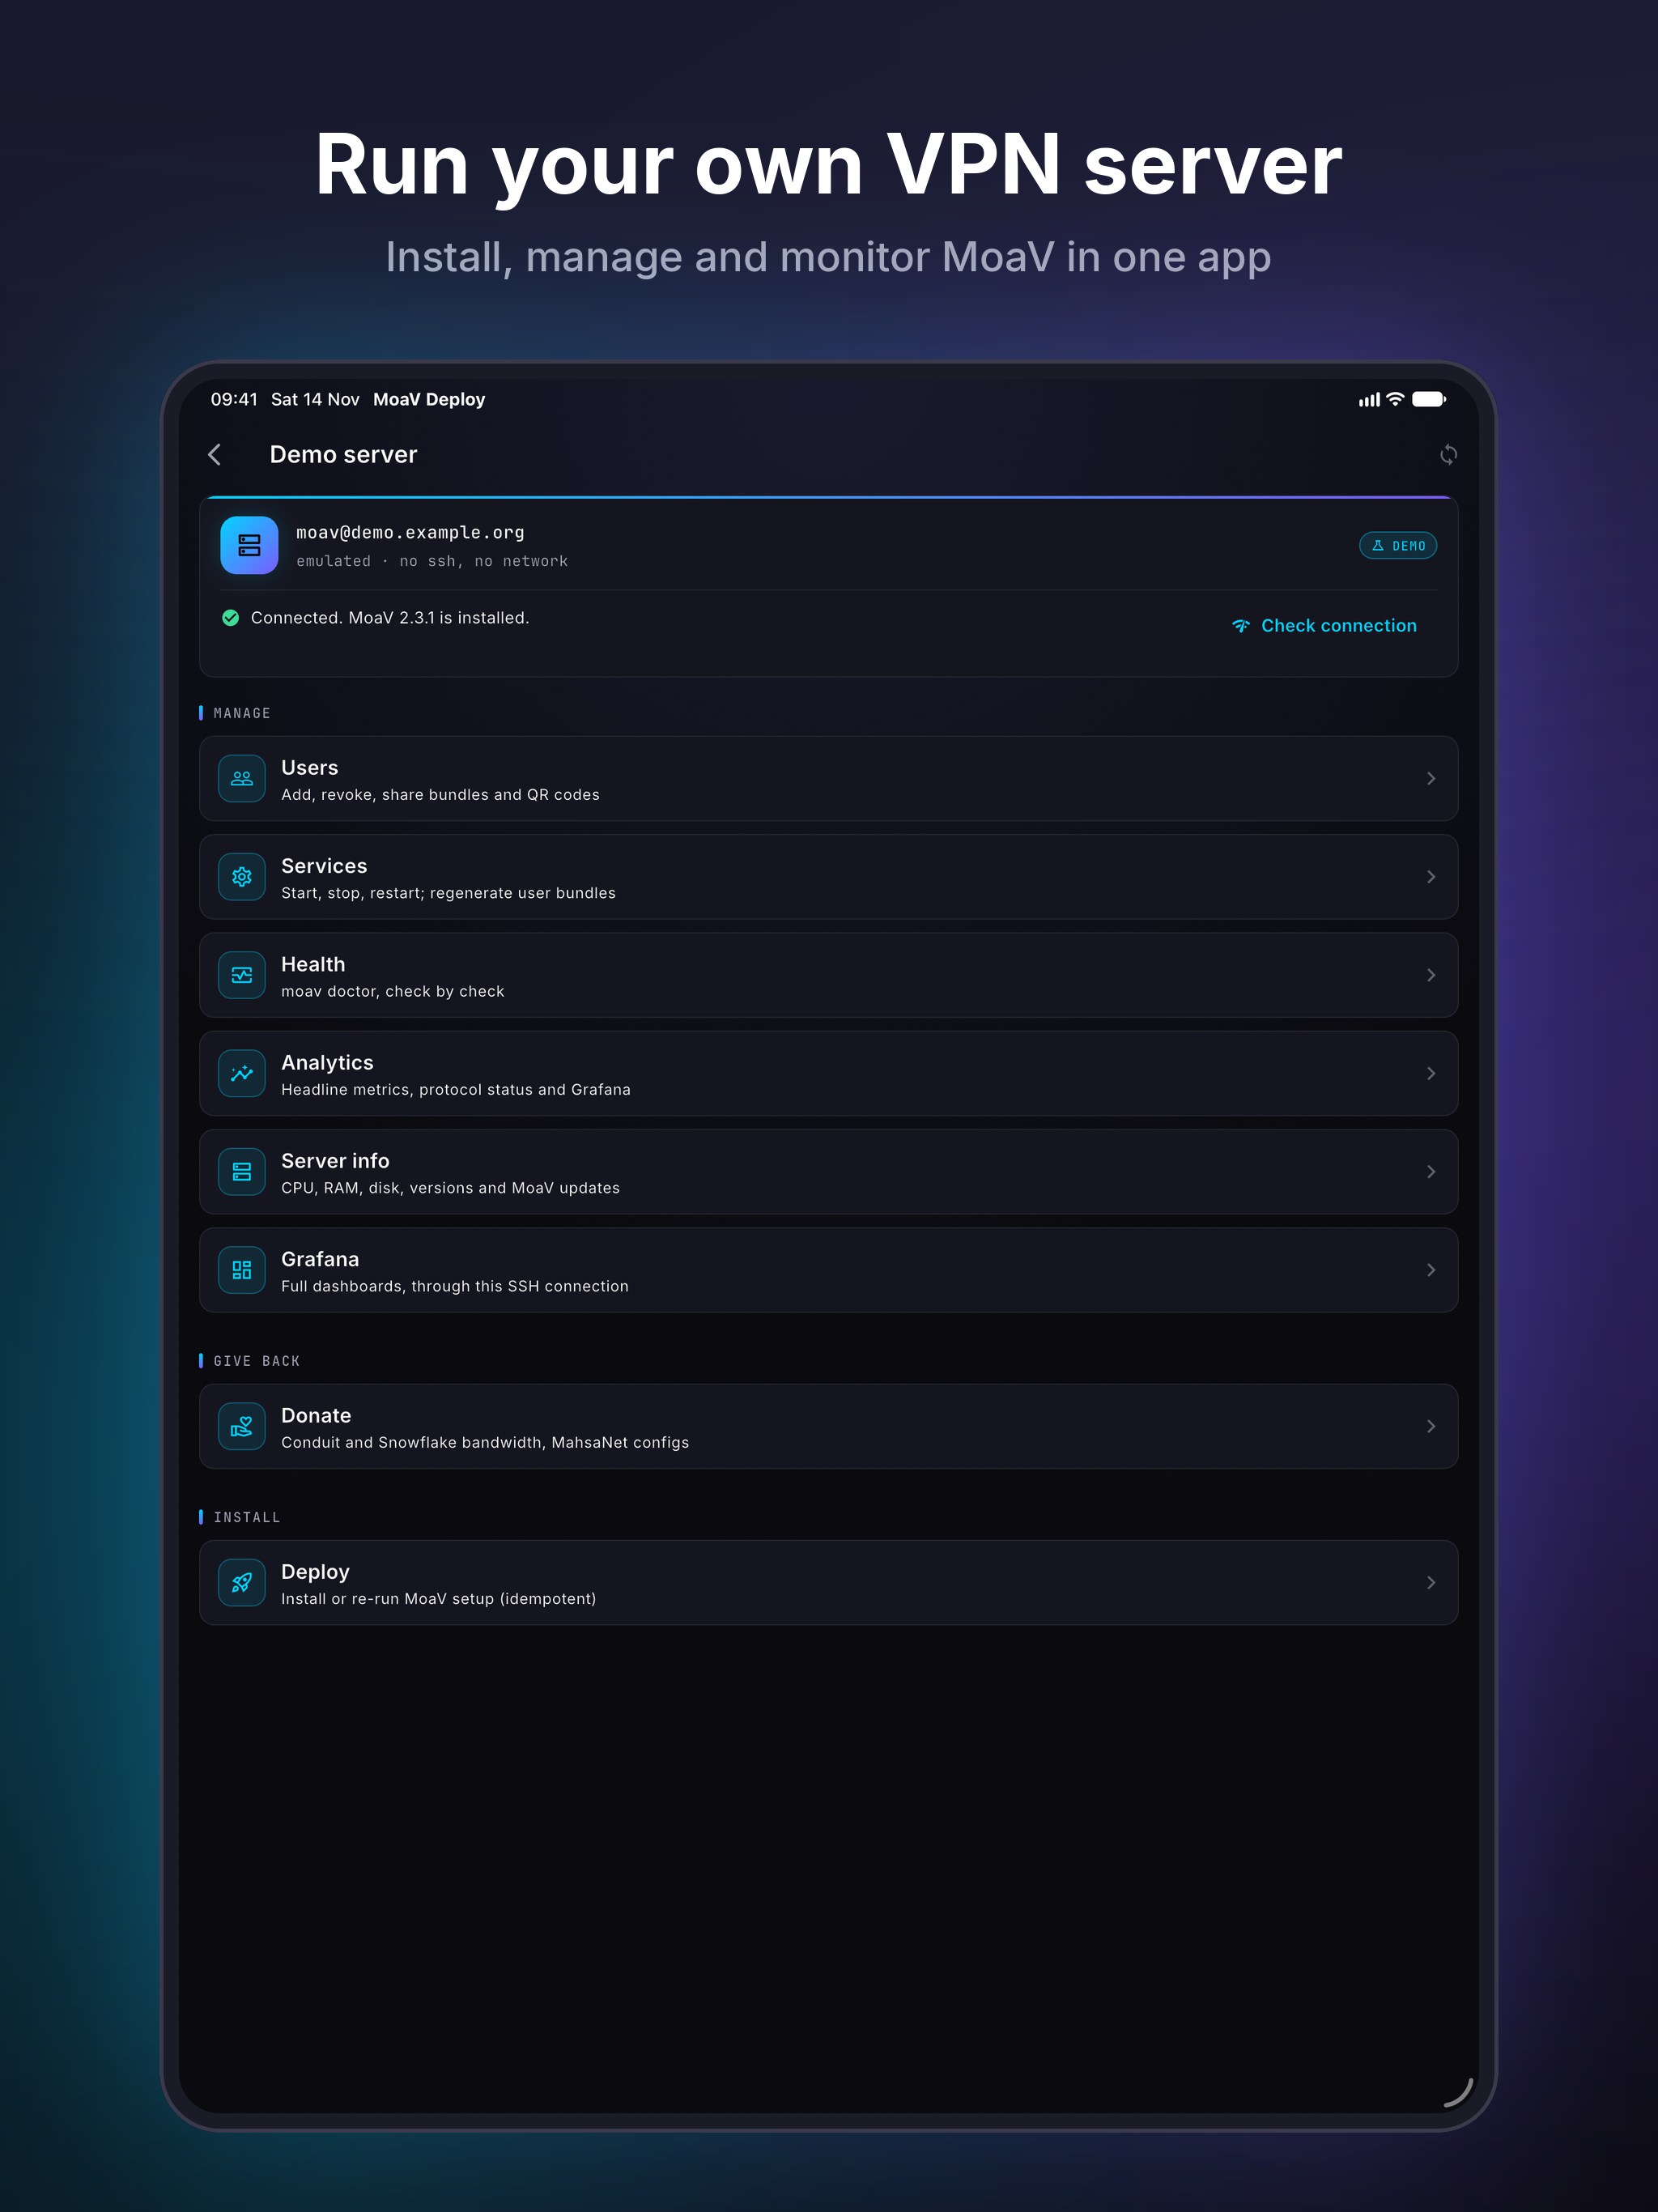 Run your own VPN server
Install, manage and monitor MoaV in one app
09:41 Sat 14 Nov MoaV Deploy
Demo server
moav@demo.example.org
emulated · no ssh, no network
DEMO
Connected. MoaV 2.3.1 is installed.
Check connection
MANAGE
Users
Add, revoke, share bundles and QR codes
Services
Start, stop, restart; regenerate user bundles
Health
moav doctor, check by check
Analytics
Headline metrics, protocol status and Grafana
Server info
CPU, RAM, disk, versions and MoaV updates
Grafana
Full dashboards, through this SSH connection
GIVE BACK
Donate
Conduit and Snowflake bandwidth, MahsaNet configs
INSTALL
Deploy
Install or re-run MoaV setup (idempotent)